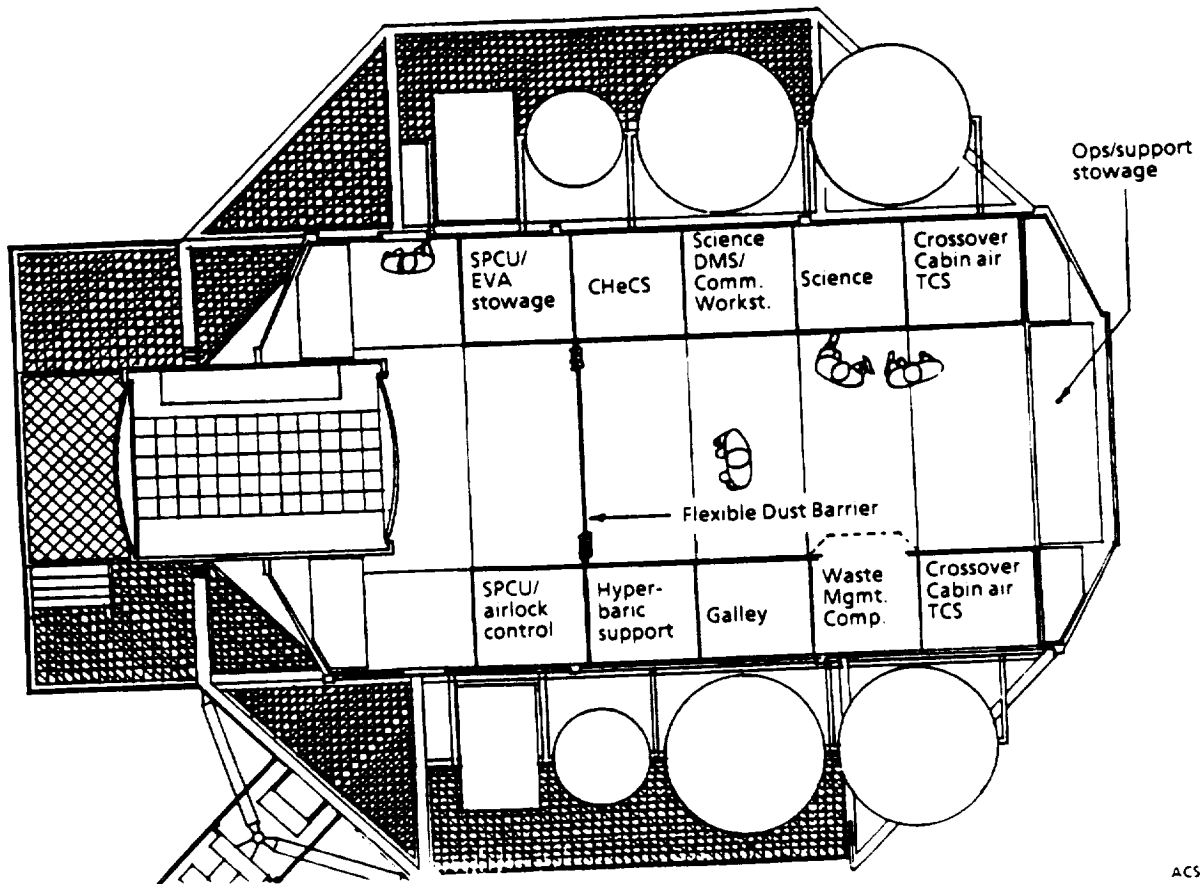 Ops/support
stowage
SPCU/
EVA
stowage
CHeCS
Science
DMS/
Comm.
Workst.
Science
Crossover
Cabin air
TCS
Flexible Dust Barrier
SPCU/
airlock
control
Hyper-
baric
support
Galley
Waste
Mgmt.
Comp.
Crossover
Cabin air
TCS
ACS